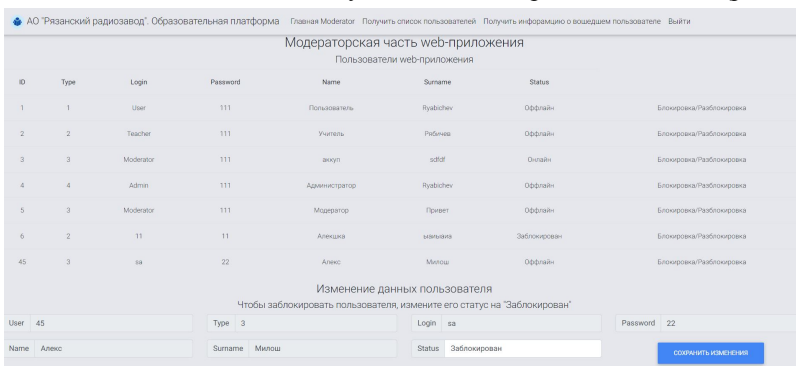 АО "Рязанский радиозавод". Образовательная платформа Главная Moderator Получить список пользователей Получить инфорамцию о вошедшем пользователе Выйти
Модераторская часть web-приложения
Пользователи web-приложения
ID Type Login Password Name Surname Status
1 1 User 111 Пользователь Ryabichev Оффлайн Блокировка/Разблокировка
2 2 Teacher 111 Учитель Рябичев Оффлайн Блокировка/Разблокировка
3 3 Moderator 111 аккуп sdfdf Онлайн Блокировка/Разблокировка
4 4 Admin 111 Администратор Ryabichev Оффлайн Блокировка/Разблокировка
5 3 Moderator 111 Модератор Привет Оффлайн Блокировка/Разблокировка
6 2 11 11 Алекшка Заблокирован Блокировка/Разблокировка
45 3 sa 22 Алекс Милош Оффлайн Блокировка/Разблокировка
Изменение данных пользователя
Чтобы заблокировать пользователя, измените его статус на "Заблокирован"
User 45 Type 3 Login sa Password 22
Name Алекс Surname Милош Status Заблокирован СОХРАНИТЬ ИЗМЕНЕНИЯ